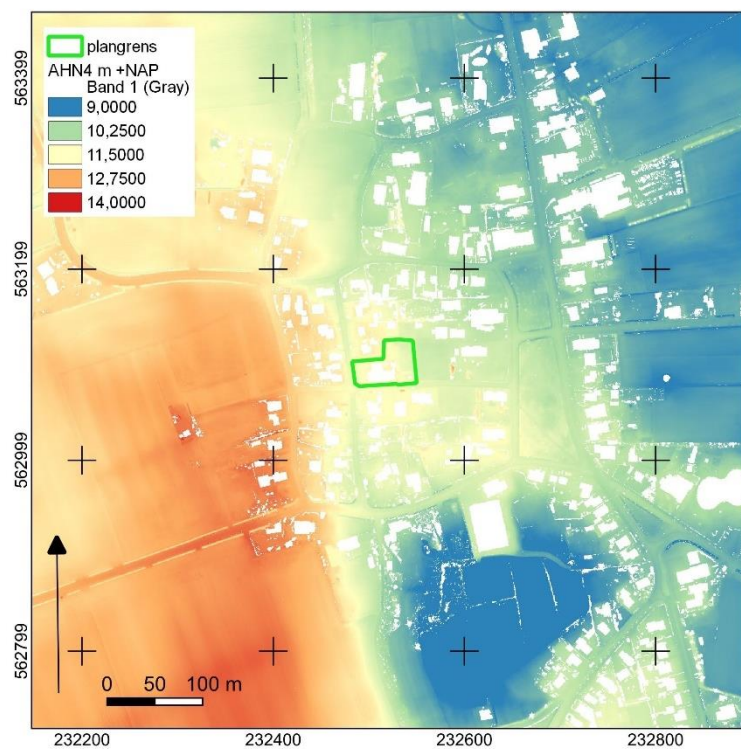 plangrens
AHN4 m +NAP
Band 1 (Gray)
9,0000
10,2500
11,5000
12,7500
14,0000
563399
563199
562999
562799
0 50 100 m
232200 232400 232600 232800